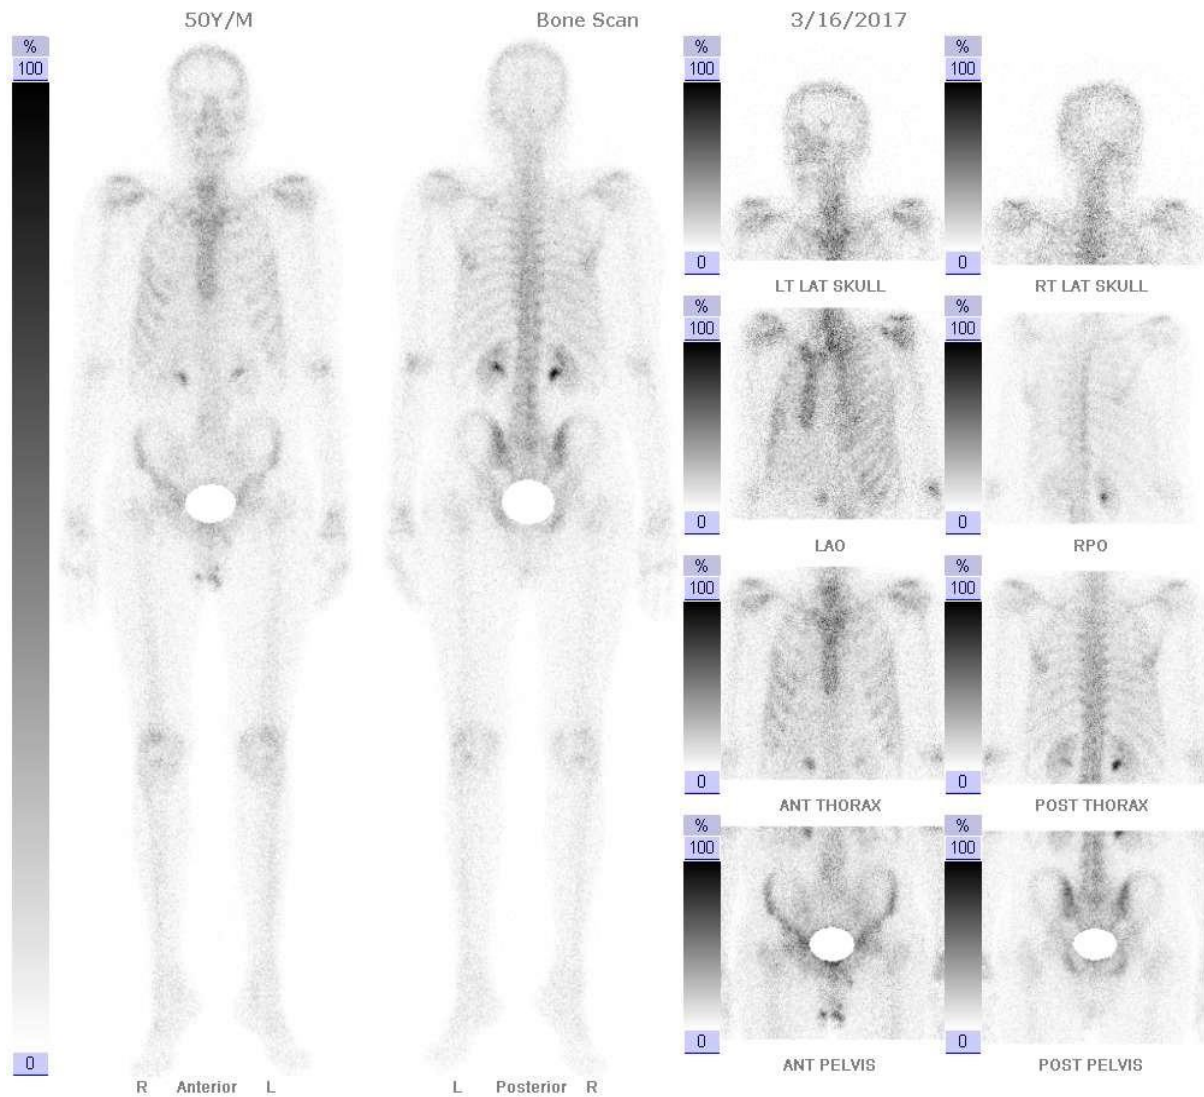 50Y/M Bone Scan 3/16/2017
%
100
0
R Anterior L
L Posterior R
%
100
0
LT LAT SKULL
%
100
0
RT LAT SKULL
%
100
0
LAO
%
100
0
RPO
%
100
0
ANT THORAX
%
100
0
POST THORAX
%
100
0
ANT PELVIS
%
100
0
POST PELVIS